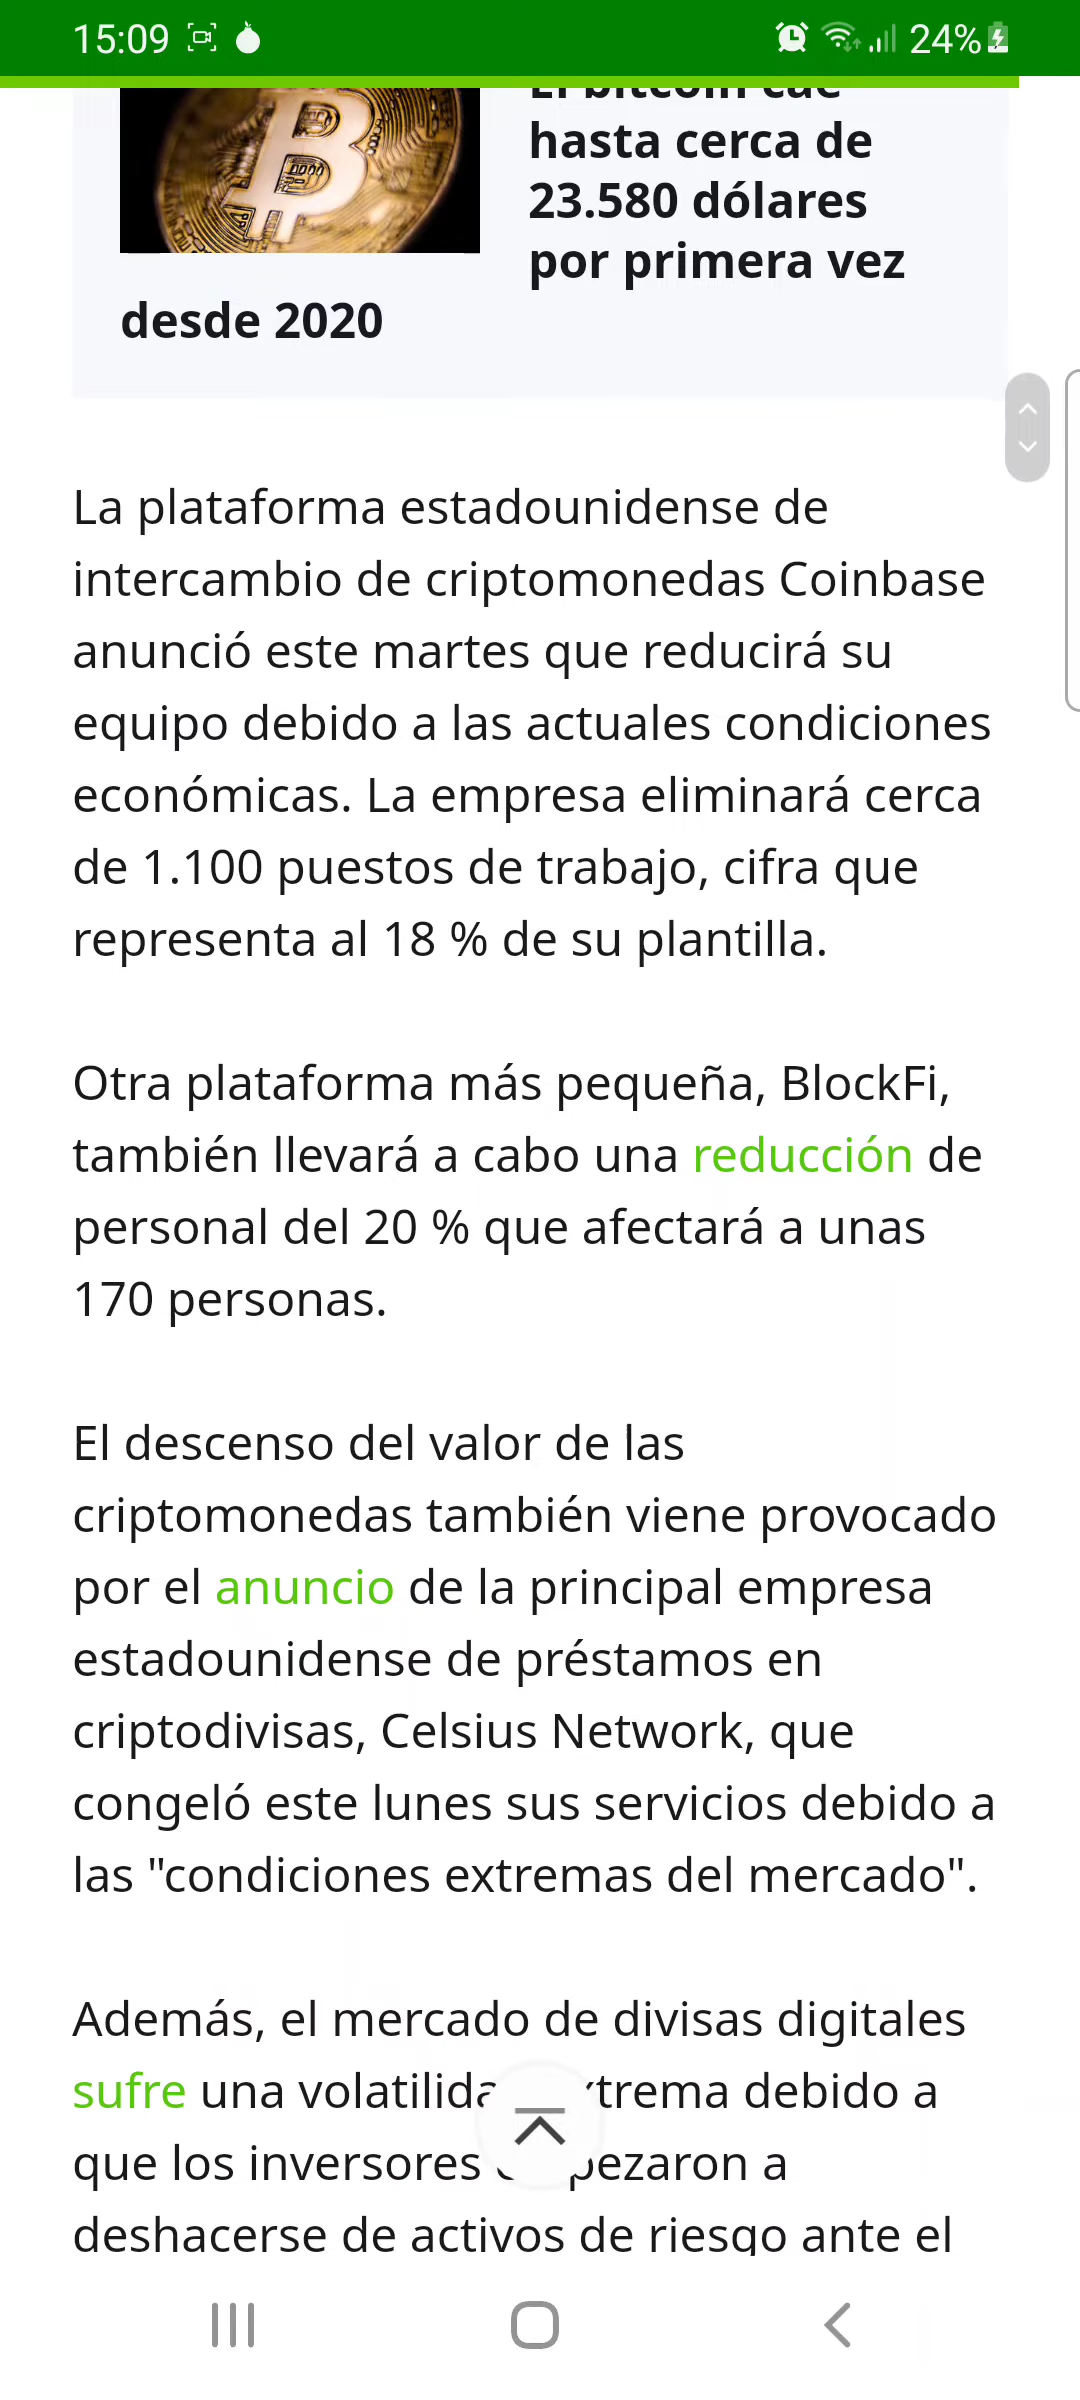 15:09
24%
El bitcoin cae
hasta cerca de
23.580 dólares
por primera vez
desde 2020
La plataforma estadounidense de
intercambio de criptomonedas Coinbase
anunció este martes que reducirá su
equipo debido a las actuales condiciones
económicas. La empresa eliminará cerca
de 1.100 puestos de trabajo, cifra que
representa al 18 % de su plantilla.
Otra plataforma más pequeña, BlockFi,
también llevará a cabo una reducción de
personal del 20 % que afectará a unas
170 personas.
El descenso del valor de las
criptomonedas también viene provocado
por el anuncio de la principal empresa
estadounidense de préstamos en
criptodivisas, Celsius Network, que
congeló este lunes sus servicios debido a
las "condiciones extremas del mercado".
Además, el mercado de divisas digitales
sufre una debido a
que los inversores a
deshacerse de activos de riesgo ante el